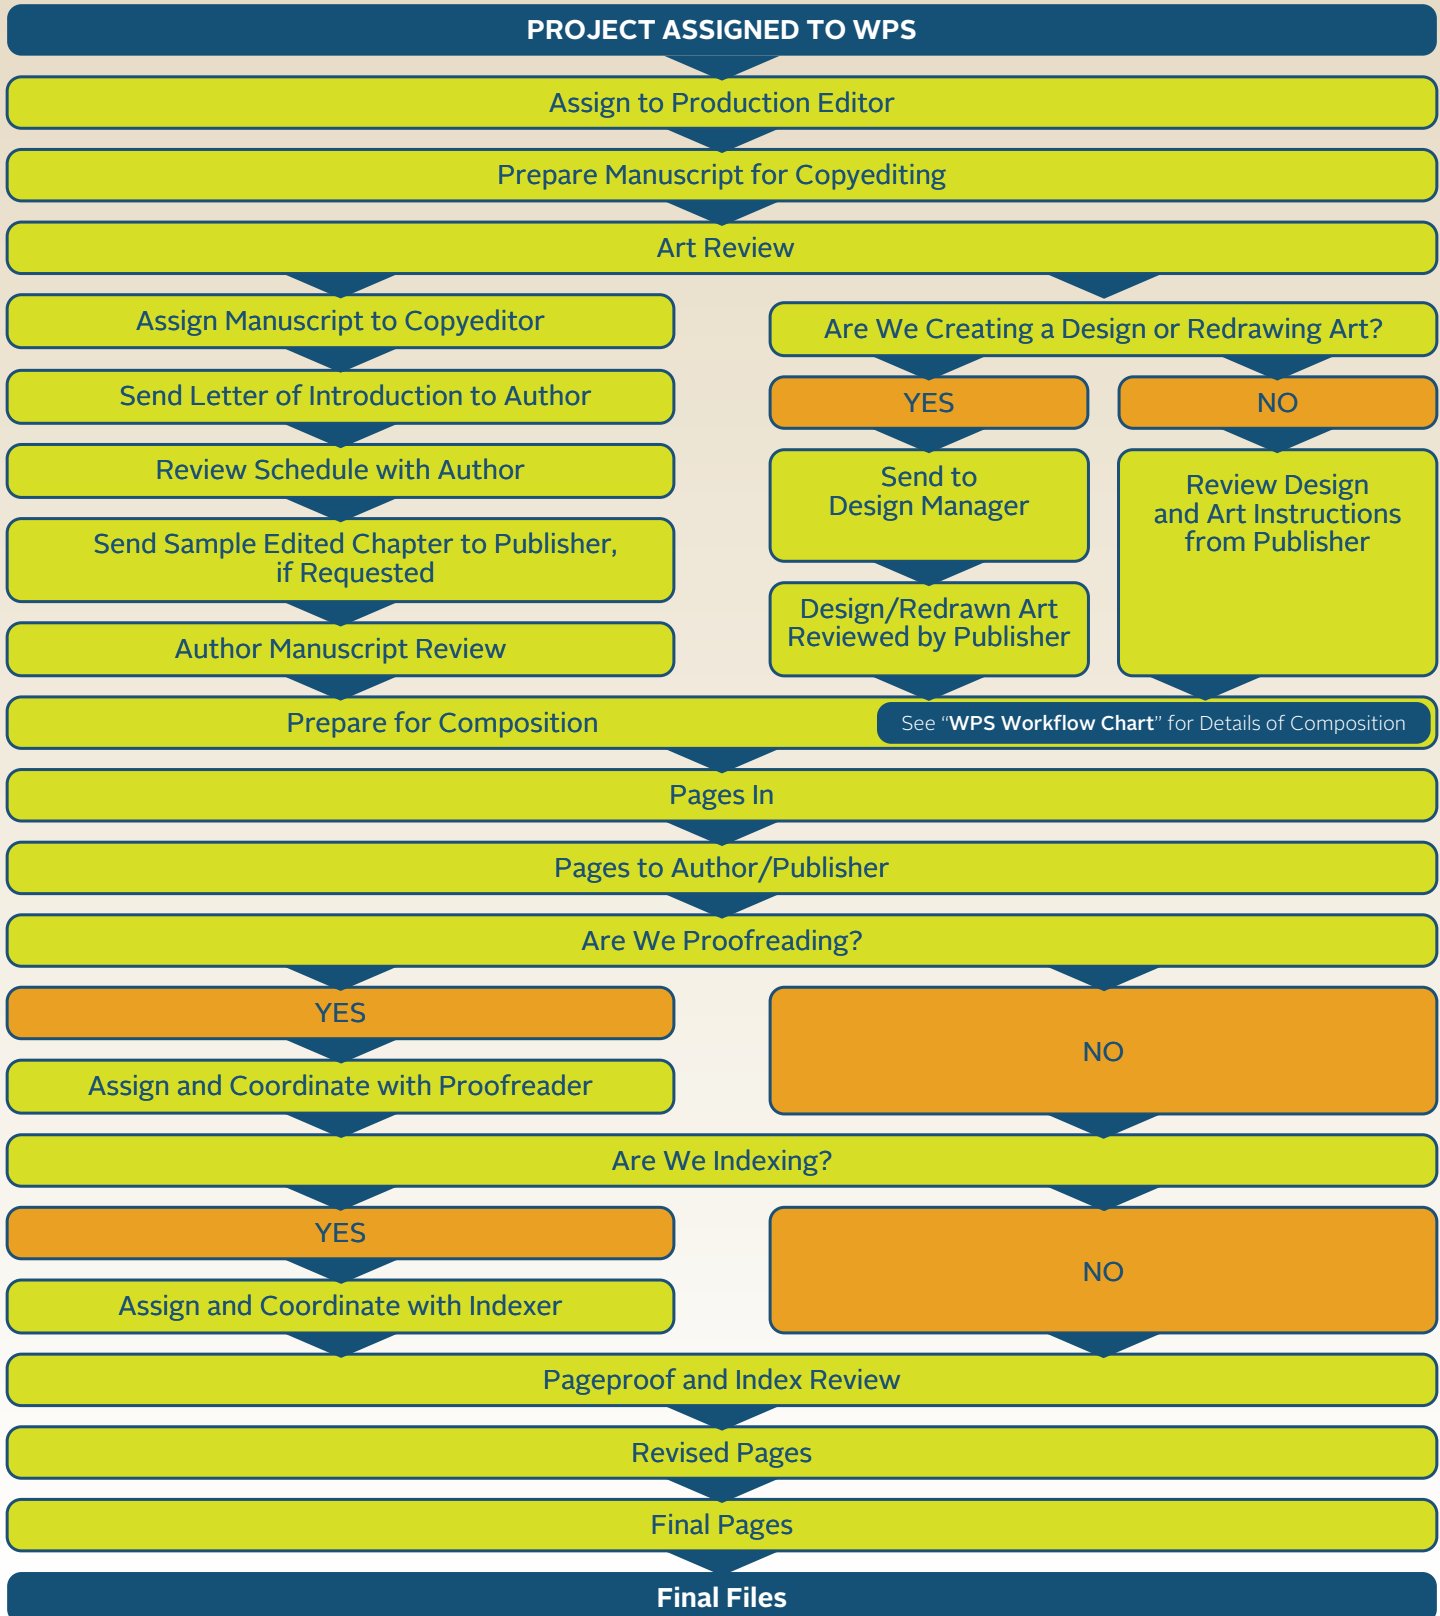 PROJECT ASSIGNED TO WPS
Assign to Production Editor
Prepare Manuscript for Copyediting
Art Review
Assign Manuscript to Copyeditor
Send Letter of Introduction to Author
Review Schedule with Author
Send Sample Edited Chapter to Publisher,
if Requested
Author Manuscript Review
Are We Creating a Design or Redrawing Art?
YES
Send to
Design Manager
Design/Redrawn Art
Reviewed by Publisher
NO
Review Design
and Art Instructions
from Publisher
Prepare for Composition
See “WPS Workflow Chart” for Details of Composition
Pages In
Pages to Author/Publisher
Are We Proofreading?
YES
Assign and Coordinate with Proofreader
NO
Are We Indexing?
YES
Assign and Coordinate with Indexer
NO
Pageproof and Index Review
Revised Pages
Final Pages
Final Files